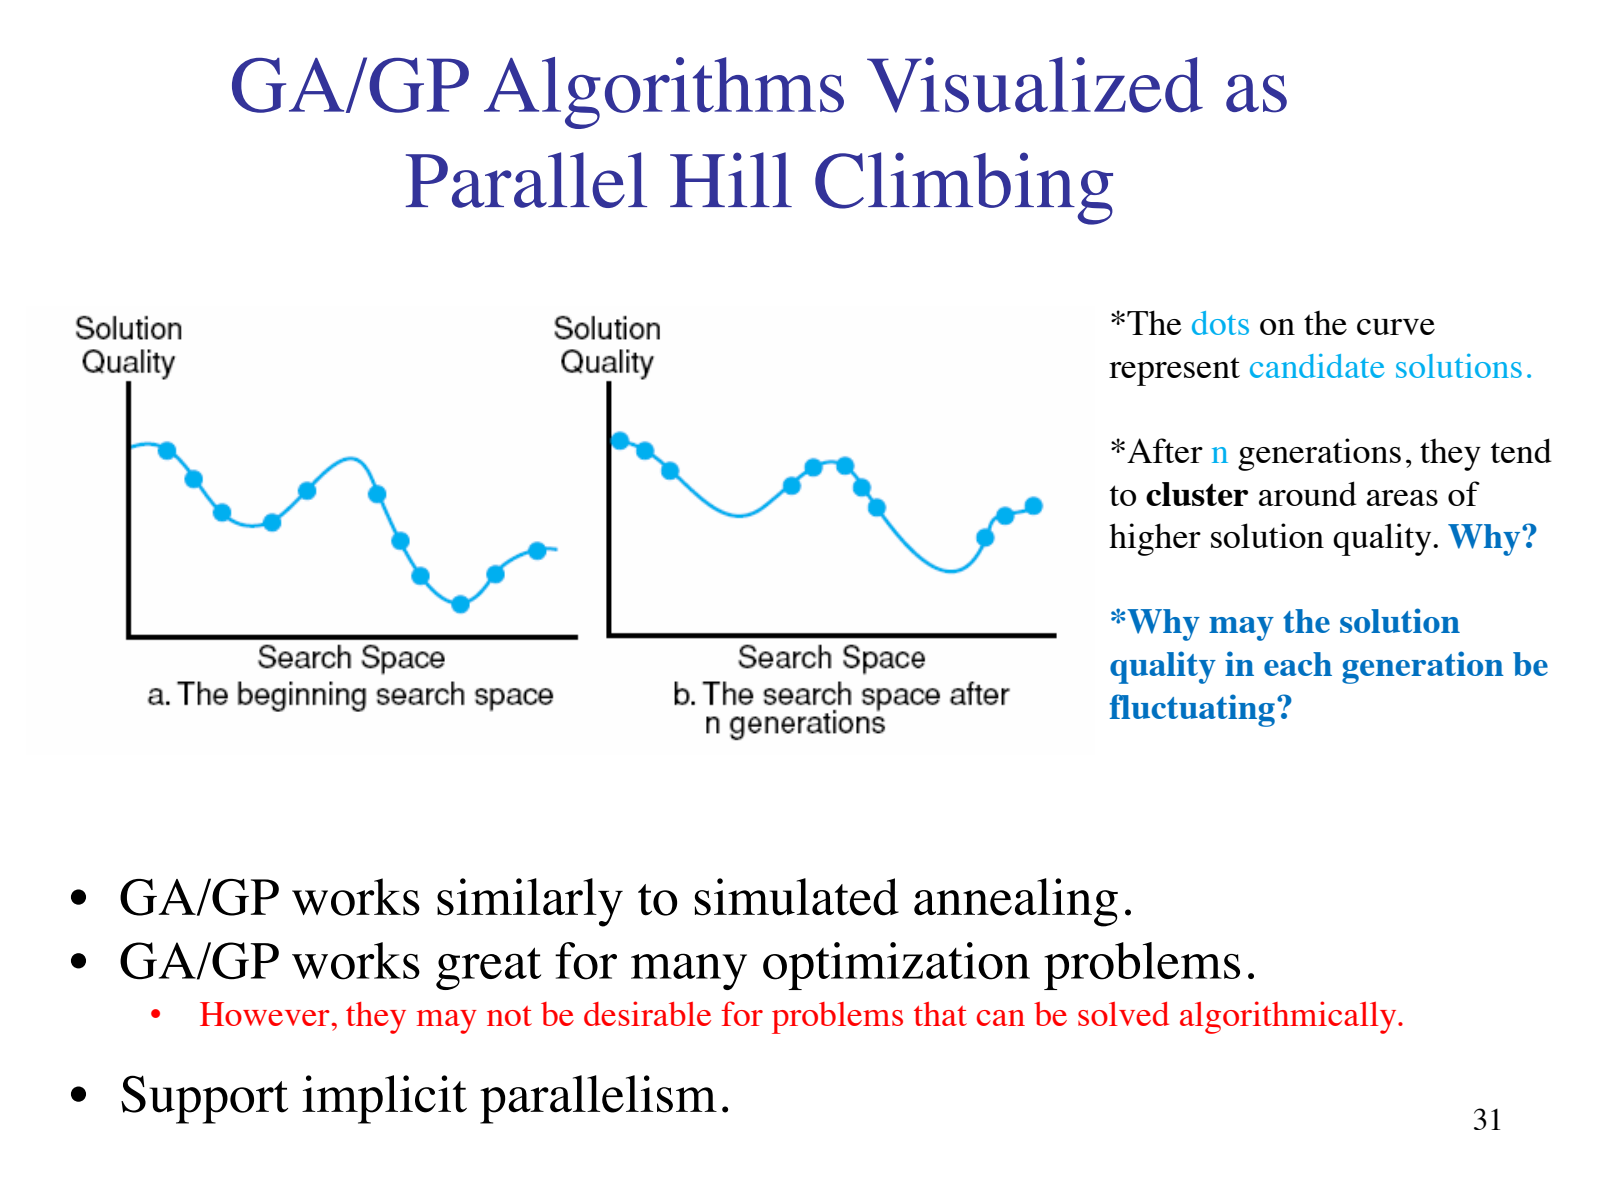 GA/GP Algorithms Visualized as
Parallel Hill Climbing
Solution
Quality
Search Space
a. The beginning search space
Solution
Quality
Search Space
b. The search space after
n generations
*The dots on the curve
represent candidate solutions.
*After n generations, they tend
to cluster around areas of
higher solution quality. Why?
*Why may the solution
quality in each generation be
fluctuating?
• GA/GP works similarly to simulated annealing.
• GA/GP works great for many optimization problems.
• However, they may not be desirable for problems that can be solved algorithmically.
• Support implicit parallelism.
31